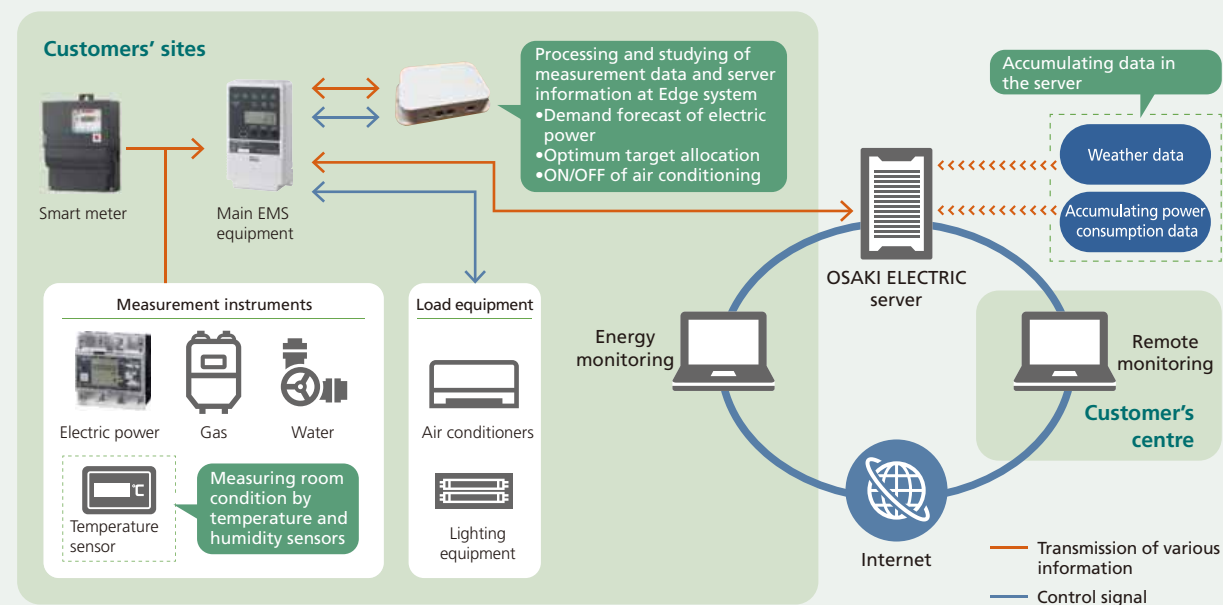 Customers' sites
Processing and studying of
measurement data and server
information at Edge system
•Demand forecast of electric
power
•Optimum target allocation
•ON/OFF of air conditioning
Accumulating data in
the server
Weather data
Accumulating power
consumption data
Smart meter
Main EMS
equipment
OSAKI ELECTRIC
server
Measurement instruments
Electric power
Gas
Water
°C
Temperature
sensor
Measuring room
condition by
temperature and
humidity sensors
Load equipment
Air conditioners
Lighting
equipment
Energy
monitoring
Remote
monitoring
Customer's
centre
Internet
Transmission of various
information
Control signal